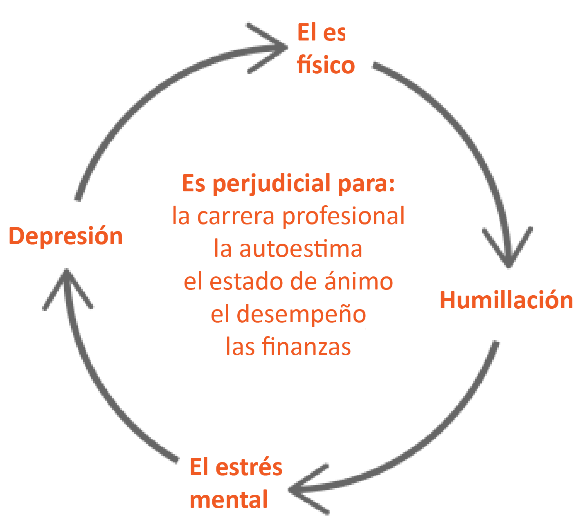 El es
físico
Es perjudicial para:
la carrera profesional
la autoestima
el estado de ánimo
el desempeño
las finanzas
Depresión
Humillación
El estrés
mental